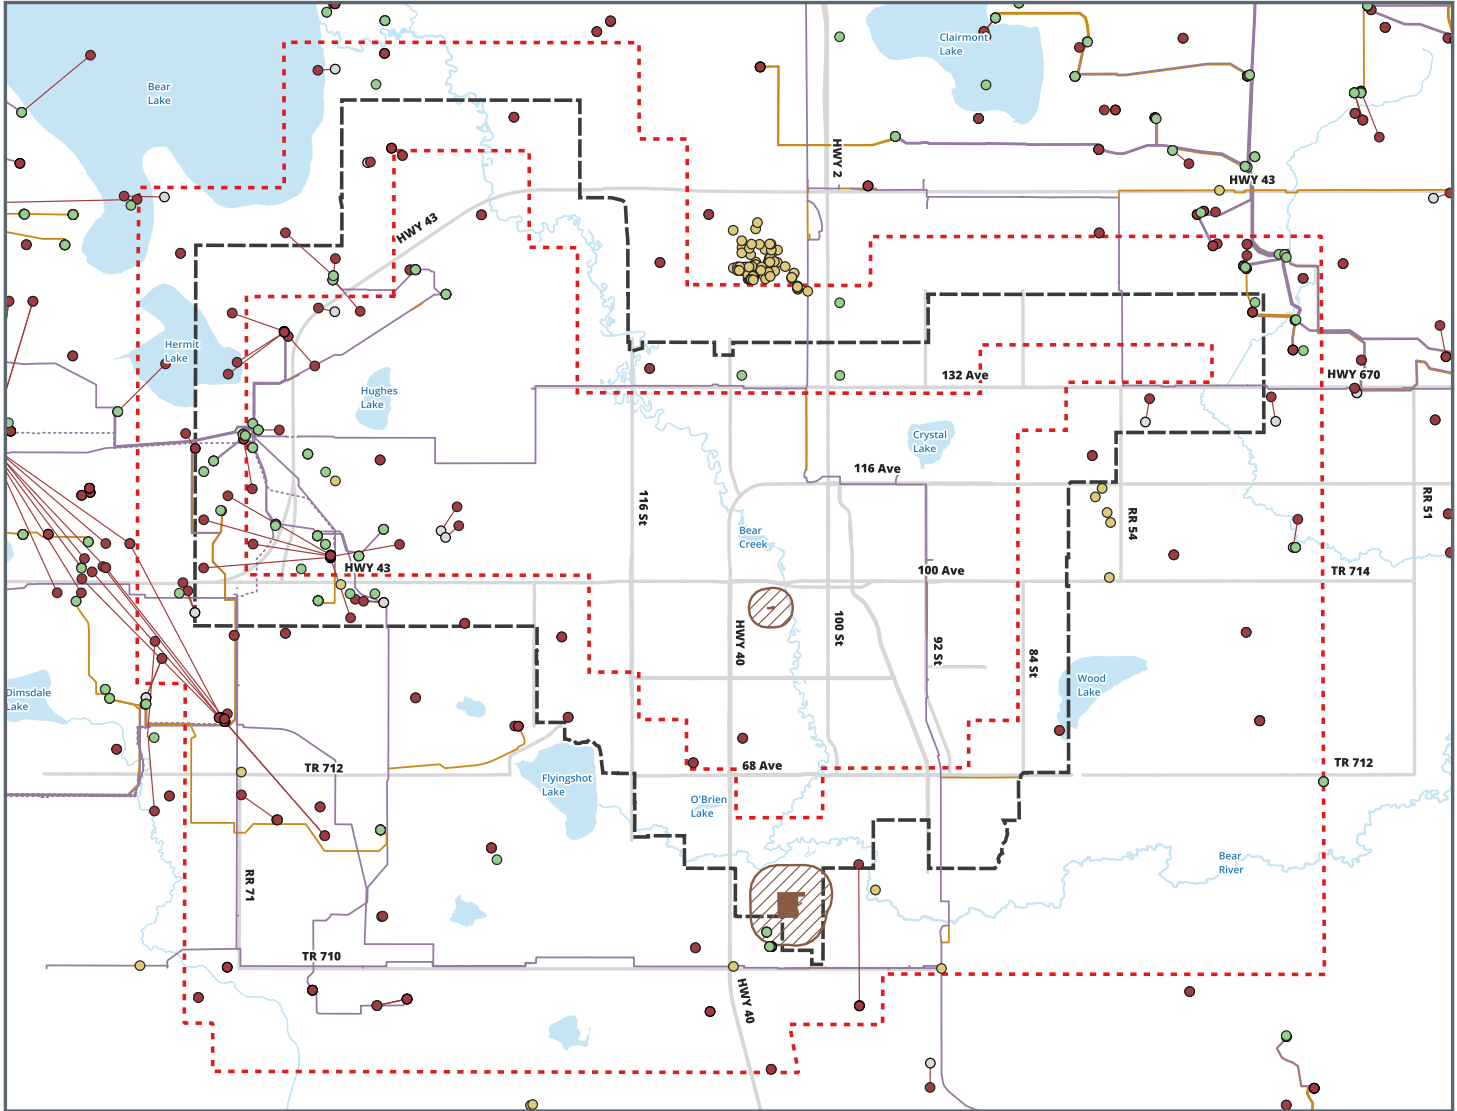 Clairmont
Lake
Bear
Lake
HWY 2
HWY 43
HWY 43
Hermit
Lake
132 Ave
HWY 670
Hughes
Lake
Crystal
Lake
116 Ave
116 St
RR 54
RR 51
Bear
Creek
HWY 43
100 Ave
TR 714
HWY 40
100 St
92 St
84 St
Wood
Lake
Dimsdale
Lake
TR 712
68 Ave
TR 712
Flyingshot
Lake
O'Brien
Lake
RR 71
Bear
River
TR 710
HWY 40